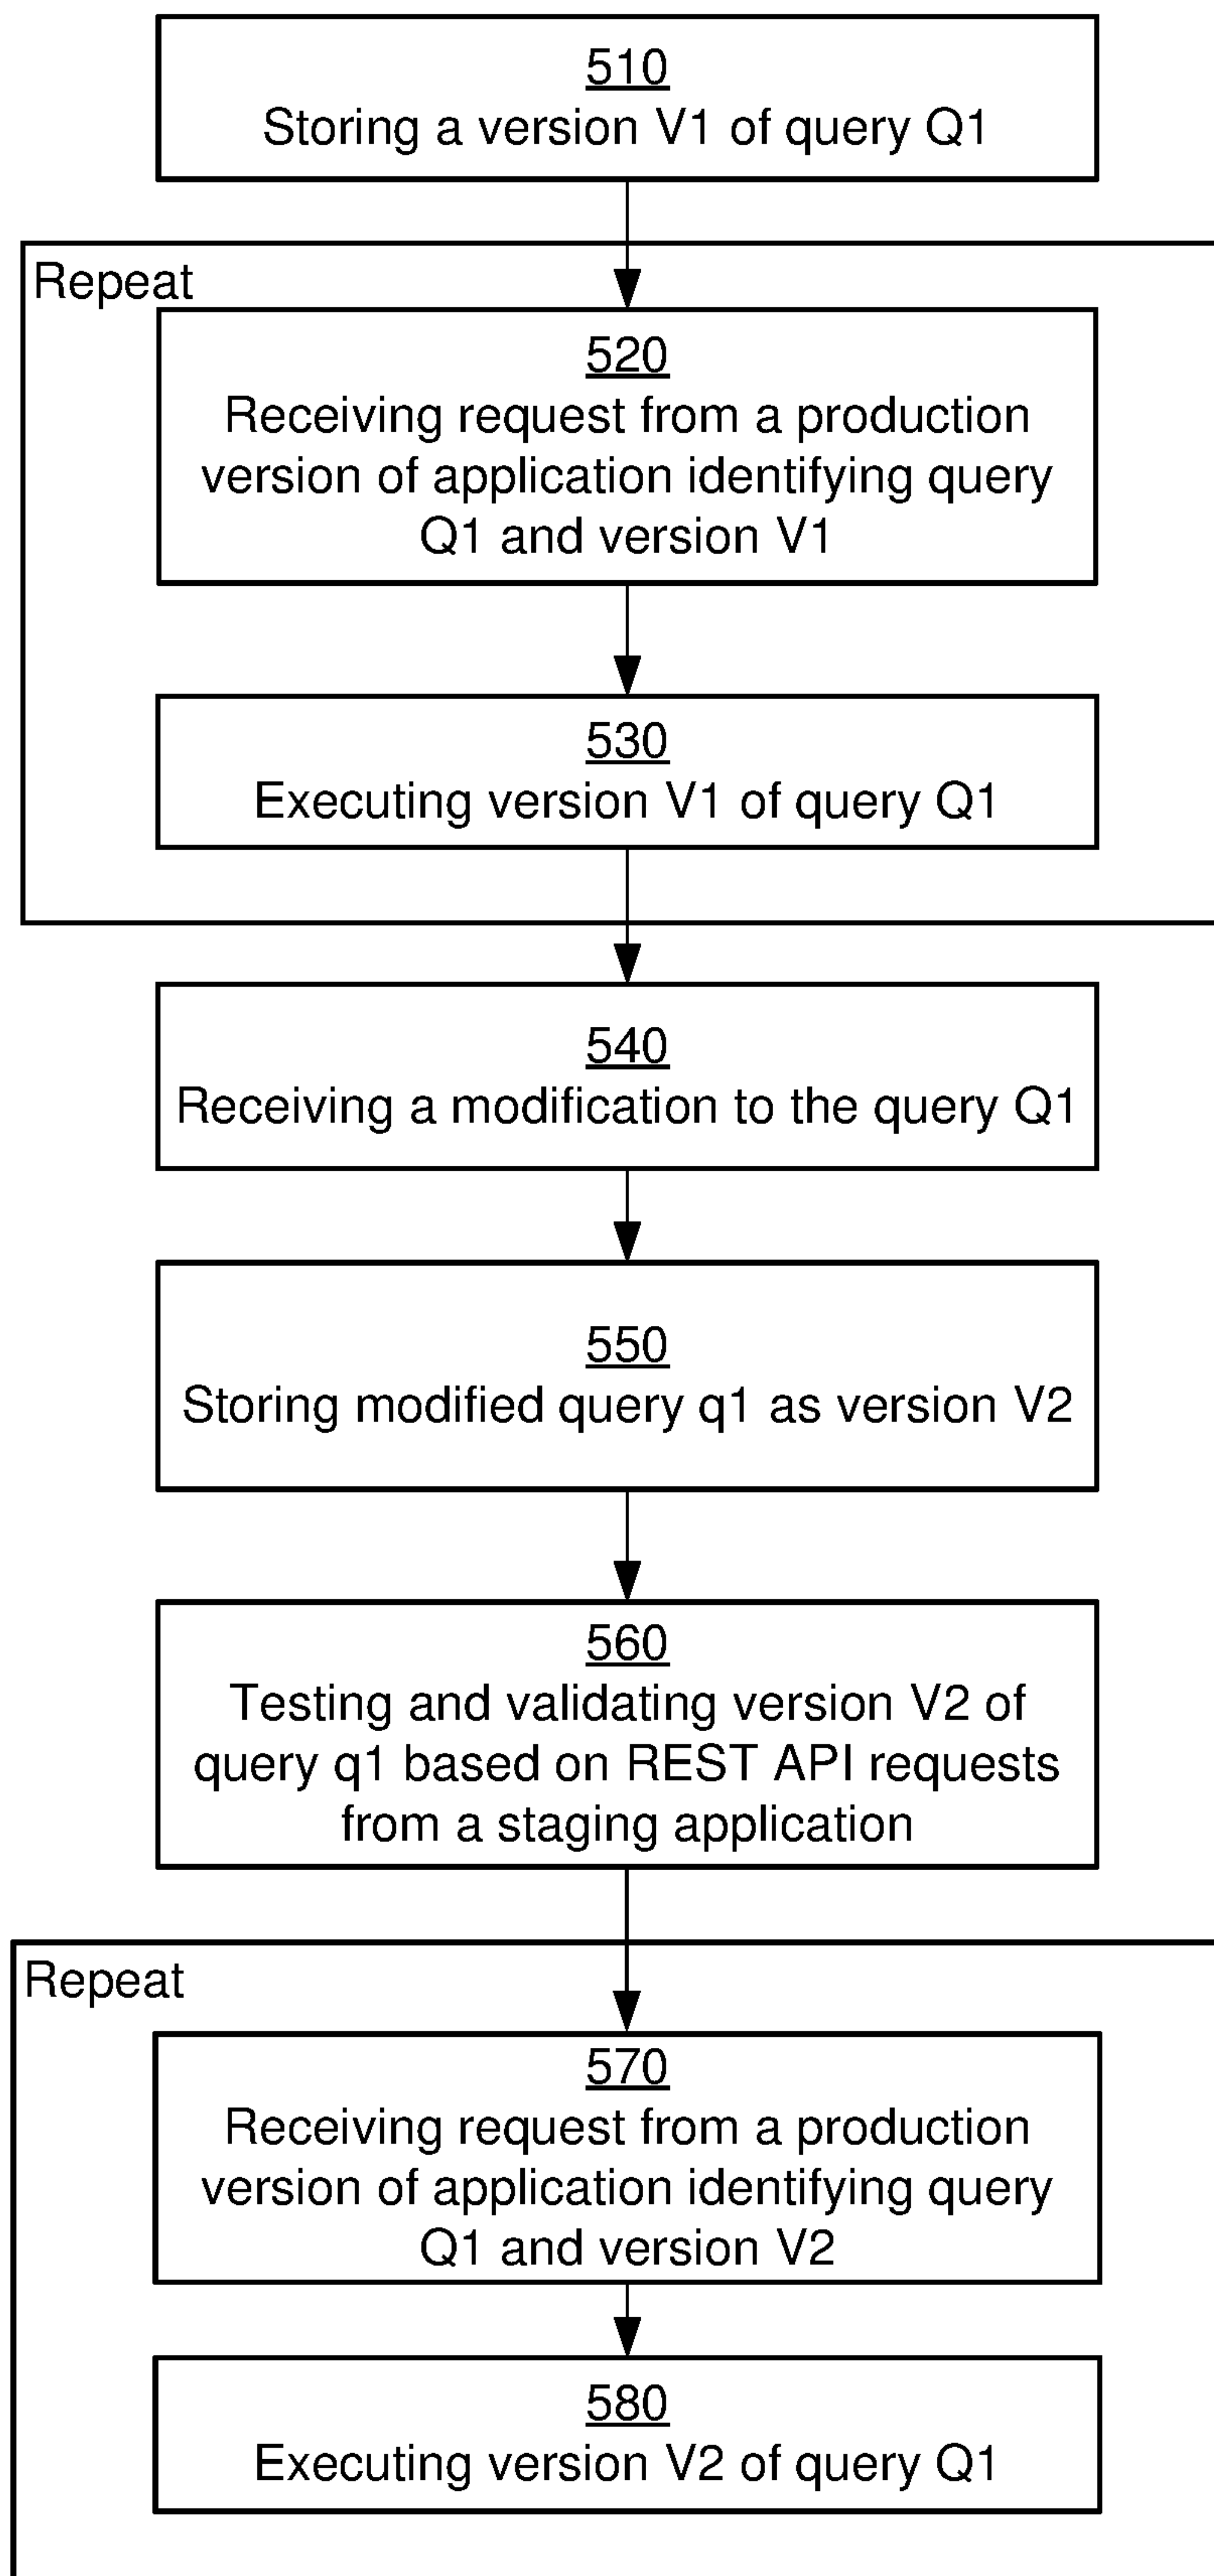 510
Storing a version V1 of query Q1
Repeat
520
Receiving request from a production
version of application identifying query
Q1 and version V1
530
Executing version V1 of query Q1
540
Receiving a modification to the query Q1
550
Storing modified query q1 as version V2
560
Testing and validating version V2 of
query q1 based on REST API requests
from a staging application
Repeat
570
Receiving request from a production
version of application identifying query
Q1 and version V2
580
Executing version V2 of query Q1